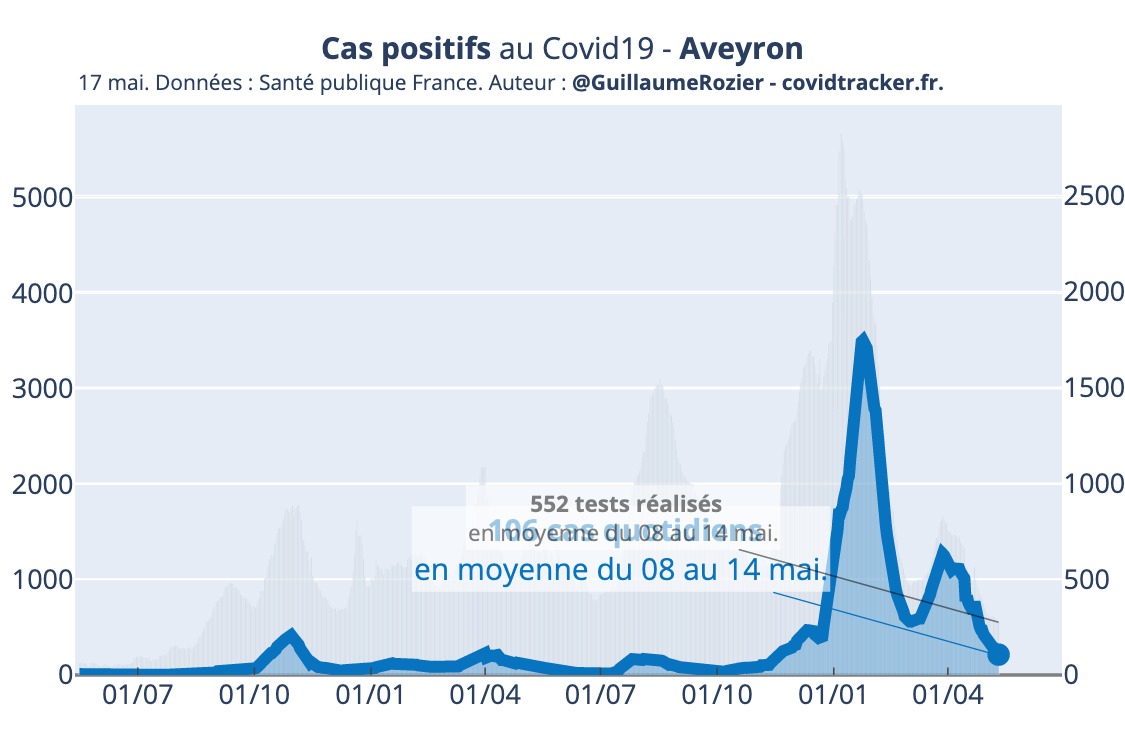 Cas positifs au Covid19 - Aveyron
17 mai. Données : Santé publique France. Auteur : @GuillaumeRozier - covidtracker.fr.
5000
4000
3000
2000
1000
0
2500
2000
1500
1000
500
0
552 tests réalisés
en moyenne du 08 au 14 mai.
106 cas quotidiens
en moyenne du 08 au 14 mai.
01/07 01/10 01/01 01/04 01/07 01/10 01/01 01/04